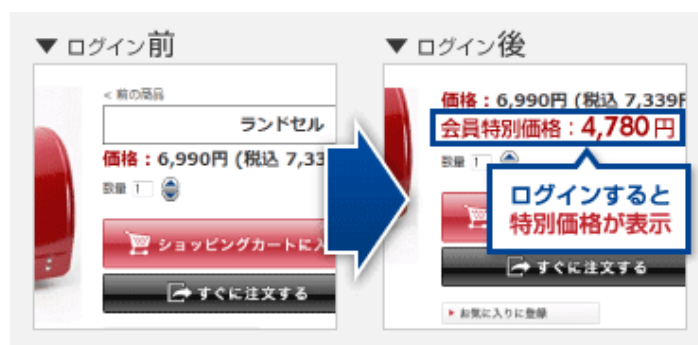 ▼ ログイン前
< 前の商品
ランドセル
価格：6,990円 (税込 7,33
数量 1
ショッピングカートに入
すぐに注文する
▼ ログイン後
価格：6,990円 (税込 7,339F
会員特別価格：4,780円
数量 1
ログインすると
特別価格が表示
すぐに注文する
お気に入りに登録